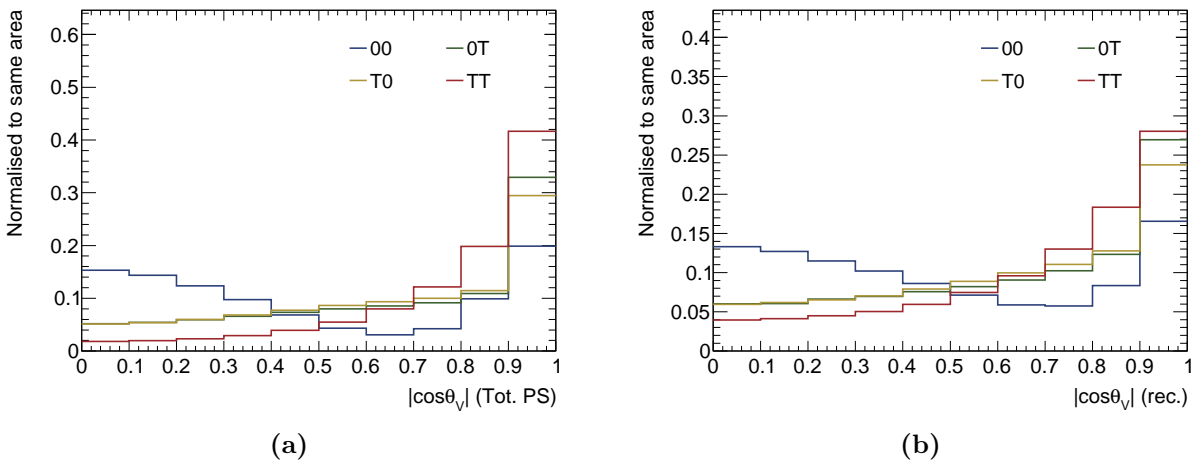 Normalised to same area
0.6
0.5
0.4
0.3
0.2
0.1
0
00 0T
T0 TT
0 0.1 0.2 0.3 0.4 0.5 0.6 0.7 0.8 0.9 1
|cosθ_V| (Tot. PS)
(a)
Normalised to same area
0.4
0.35
0.3
0.25
0.2
0.15
0.1
0.05
0
00 0T
T0 TT
0 0.1 0.2 0.3 0.4 0.5 0.6 0.7 0.8 0.9 1
|cosθ_V| (rec.)
(b)